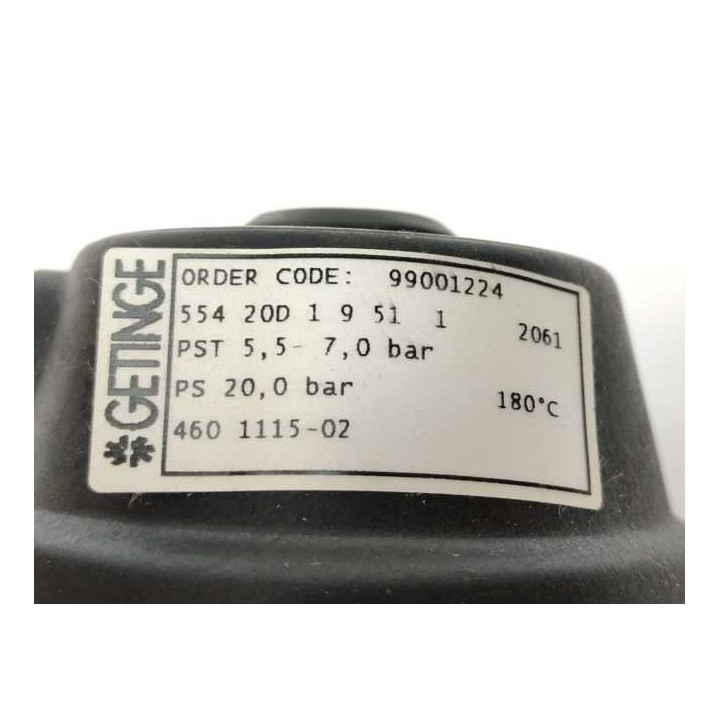 GETINGE
ORDER CODE: 99001224
554 20D 1 9 51 1 2061
PST 5,5- 7,0 bar
PS 20,0 bar 180°C
460 1115-02